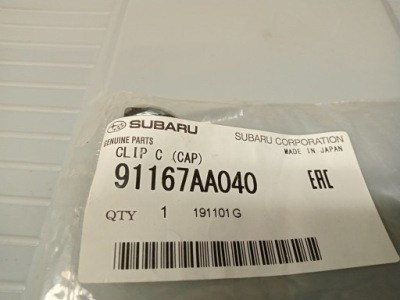 SUBARU
SUBARU CORPORATION
GENUINE PARTS
MADE IN JAPAN
CLIP C (CAP)
91167AA040
EAC
QTY 1 191101G